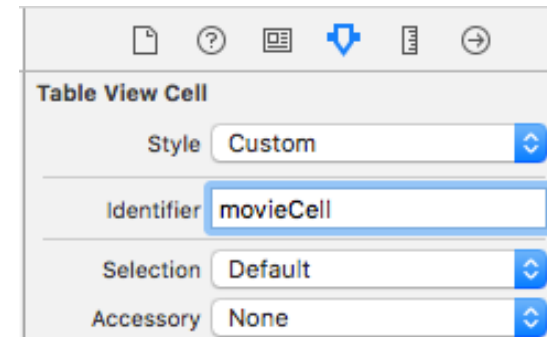 Table View Cell
Style Custom
Identifier movieCell
Selection Default
Accessory None